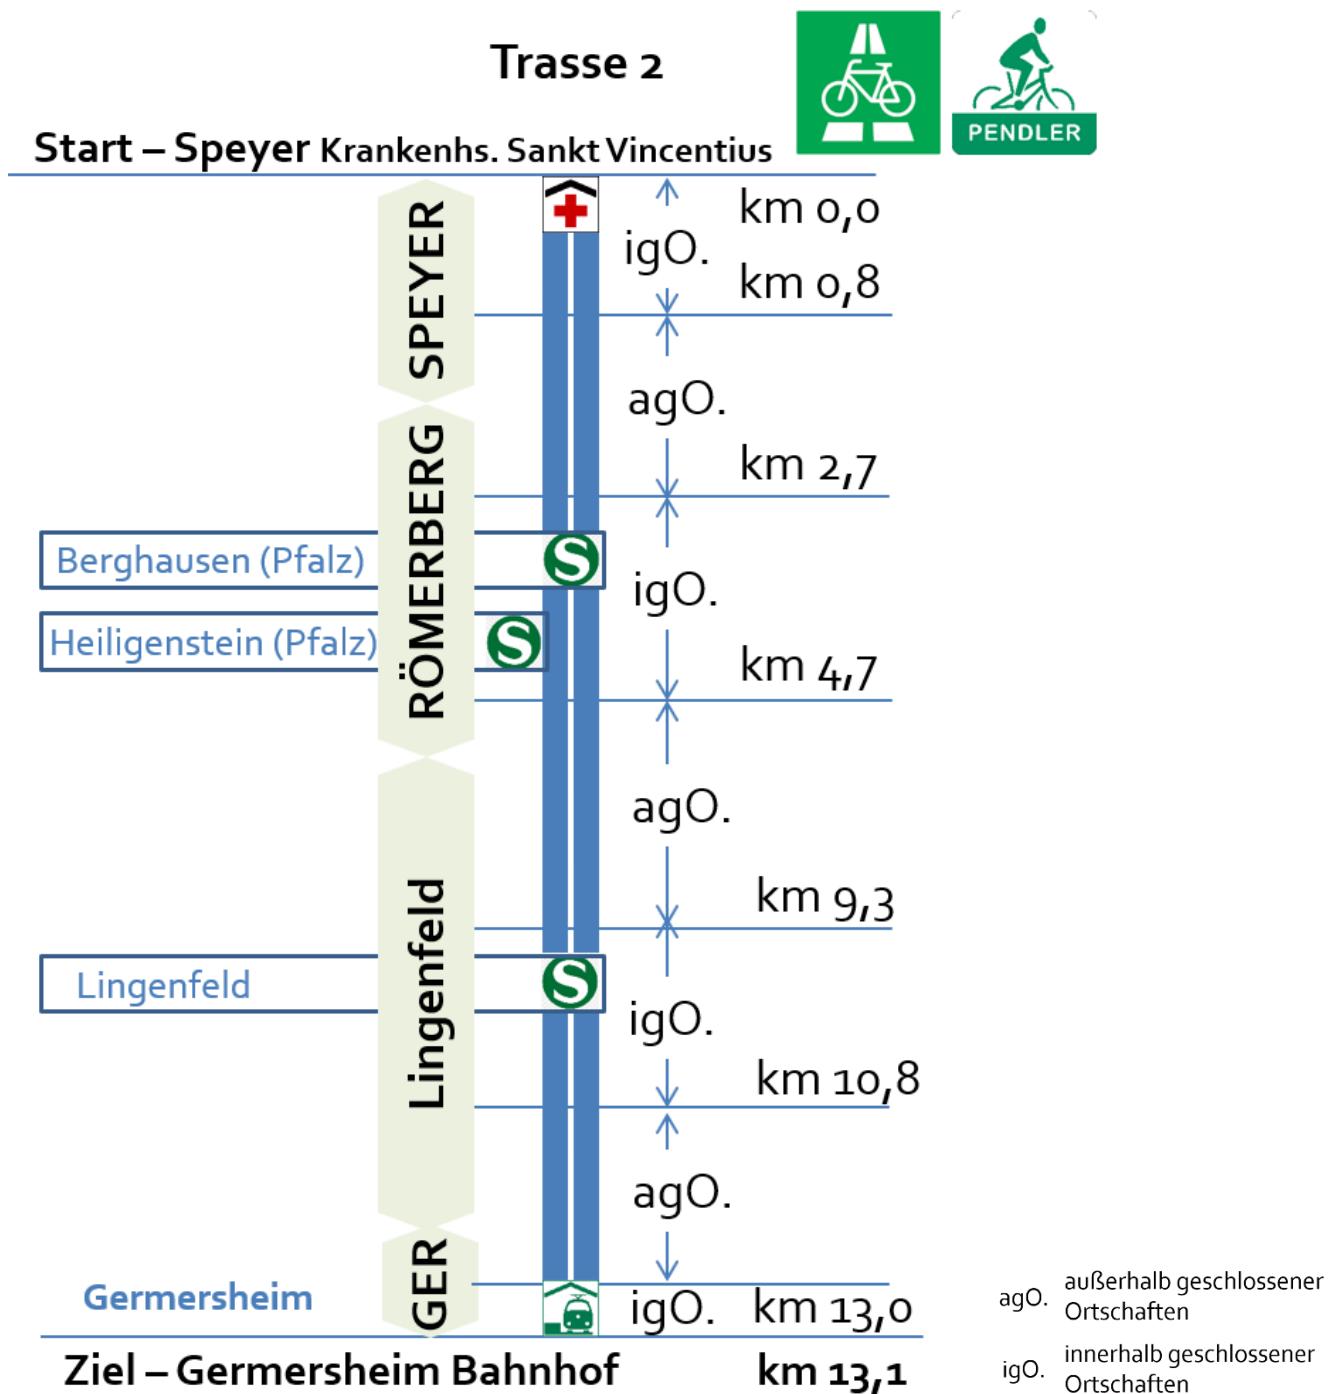 Trasse 2
PENDLER
Start – Speyer Krankenhs. Sankt Vincentius
km 0,0
igO.
km 0,8
SPEYER
agO.
km 2,7
RÖMERBERG
Berghausen (Pfalz)
S
igO.
Heiligenstein (Pfalz)
S
km 4,7
agO.
km 9,3
Lingenfeld
Lingenfeld
S
igO.
km 10,8
agO.
GER
Germersheim
igO.
km 13,0
Ziel – Germersheim Bahnhof
km 13,1
agO.
außerhalb geschlossener
Ortschaften
igO.
innerhalb geschlossener
Ortschaften